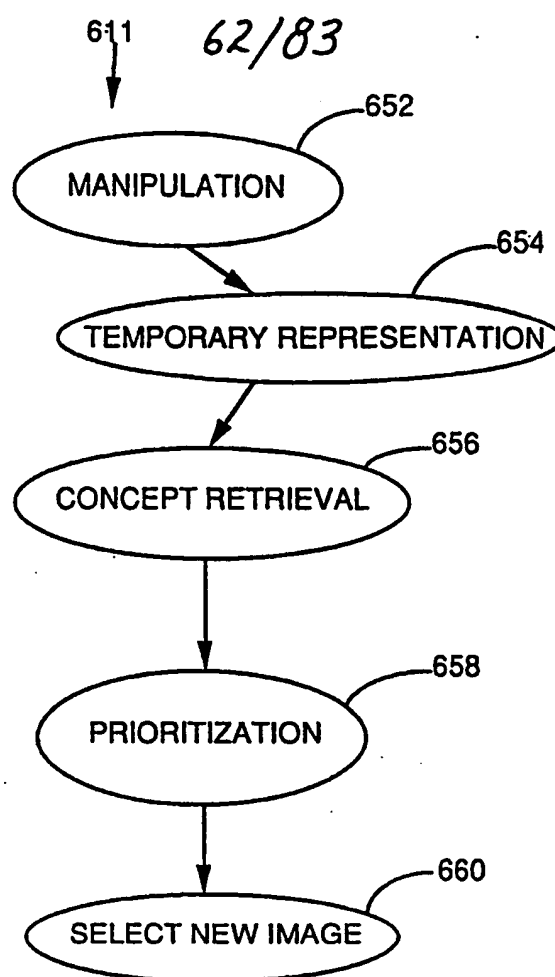 611 62/83
652
MANIPULATION
654
TEMPORARY REPRESENTATION
656
CONCEPT RETRIEVAL
658
PRIORITIZATION
660
SELECT NEW IMAGE